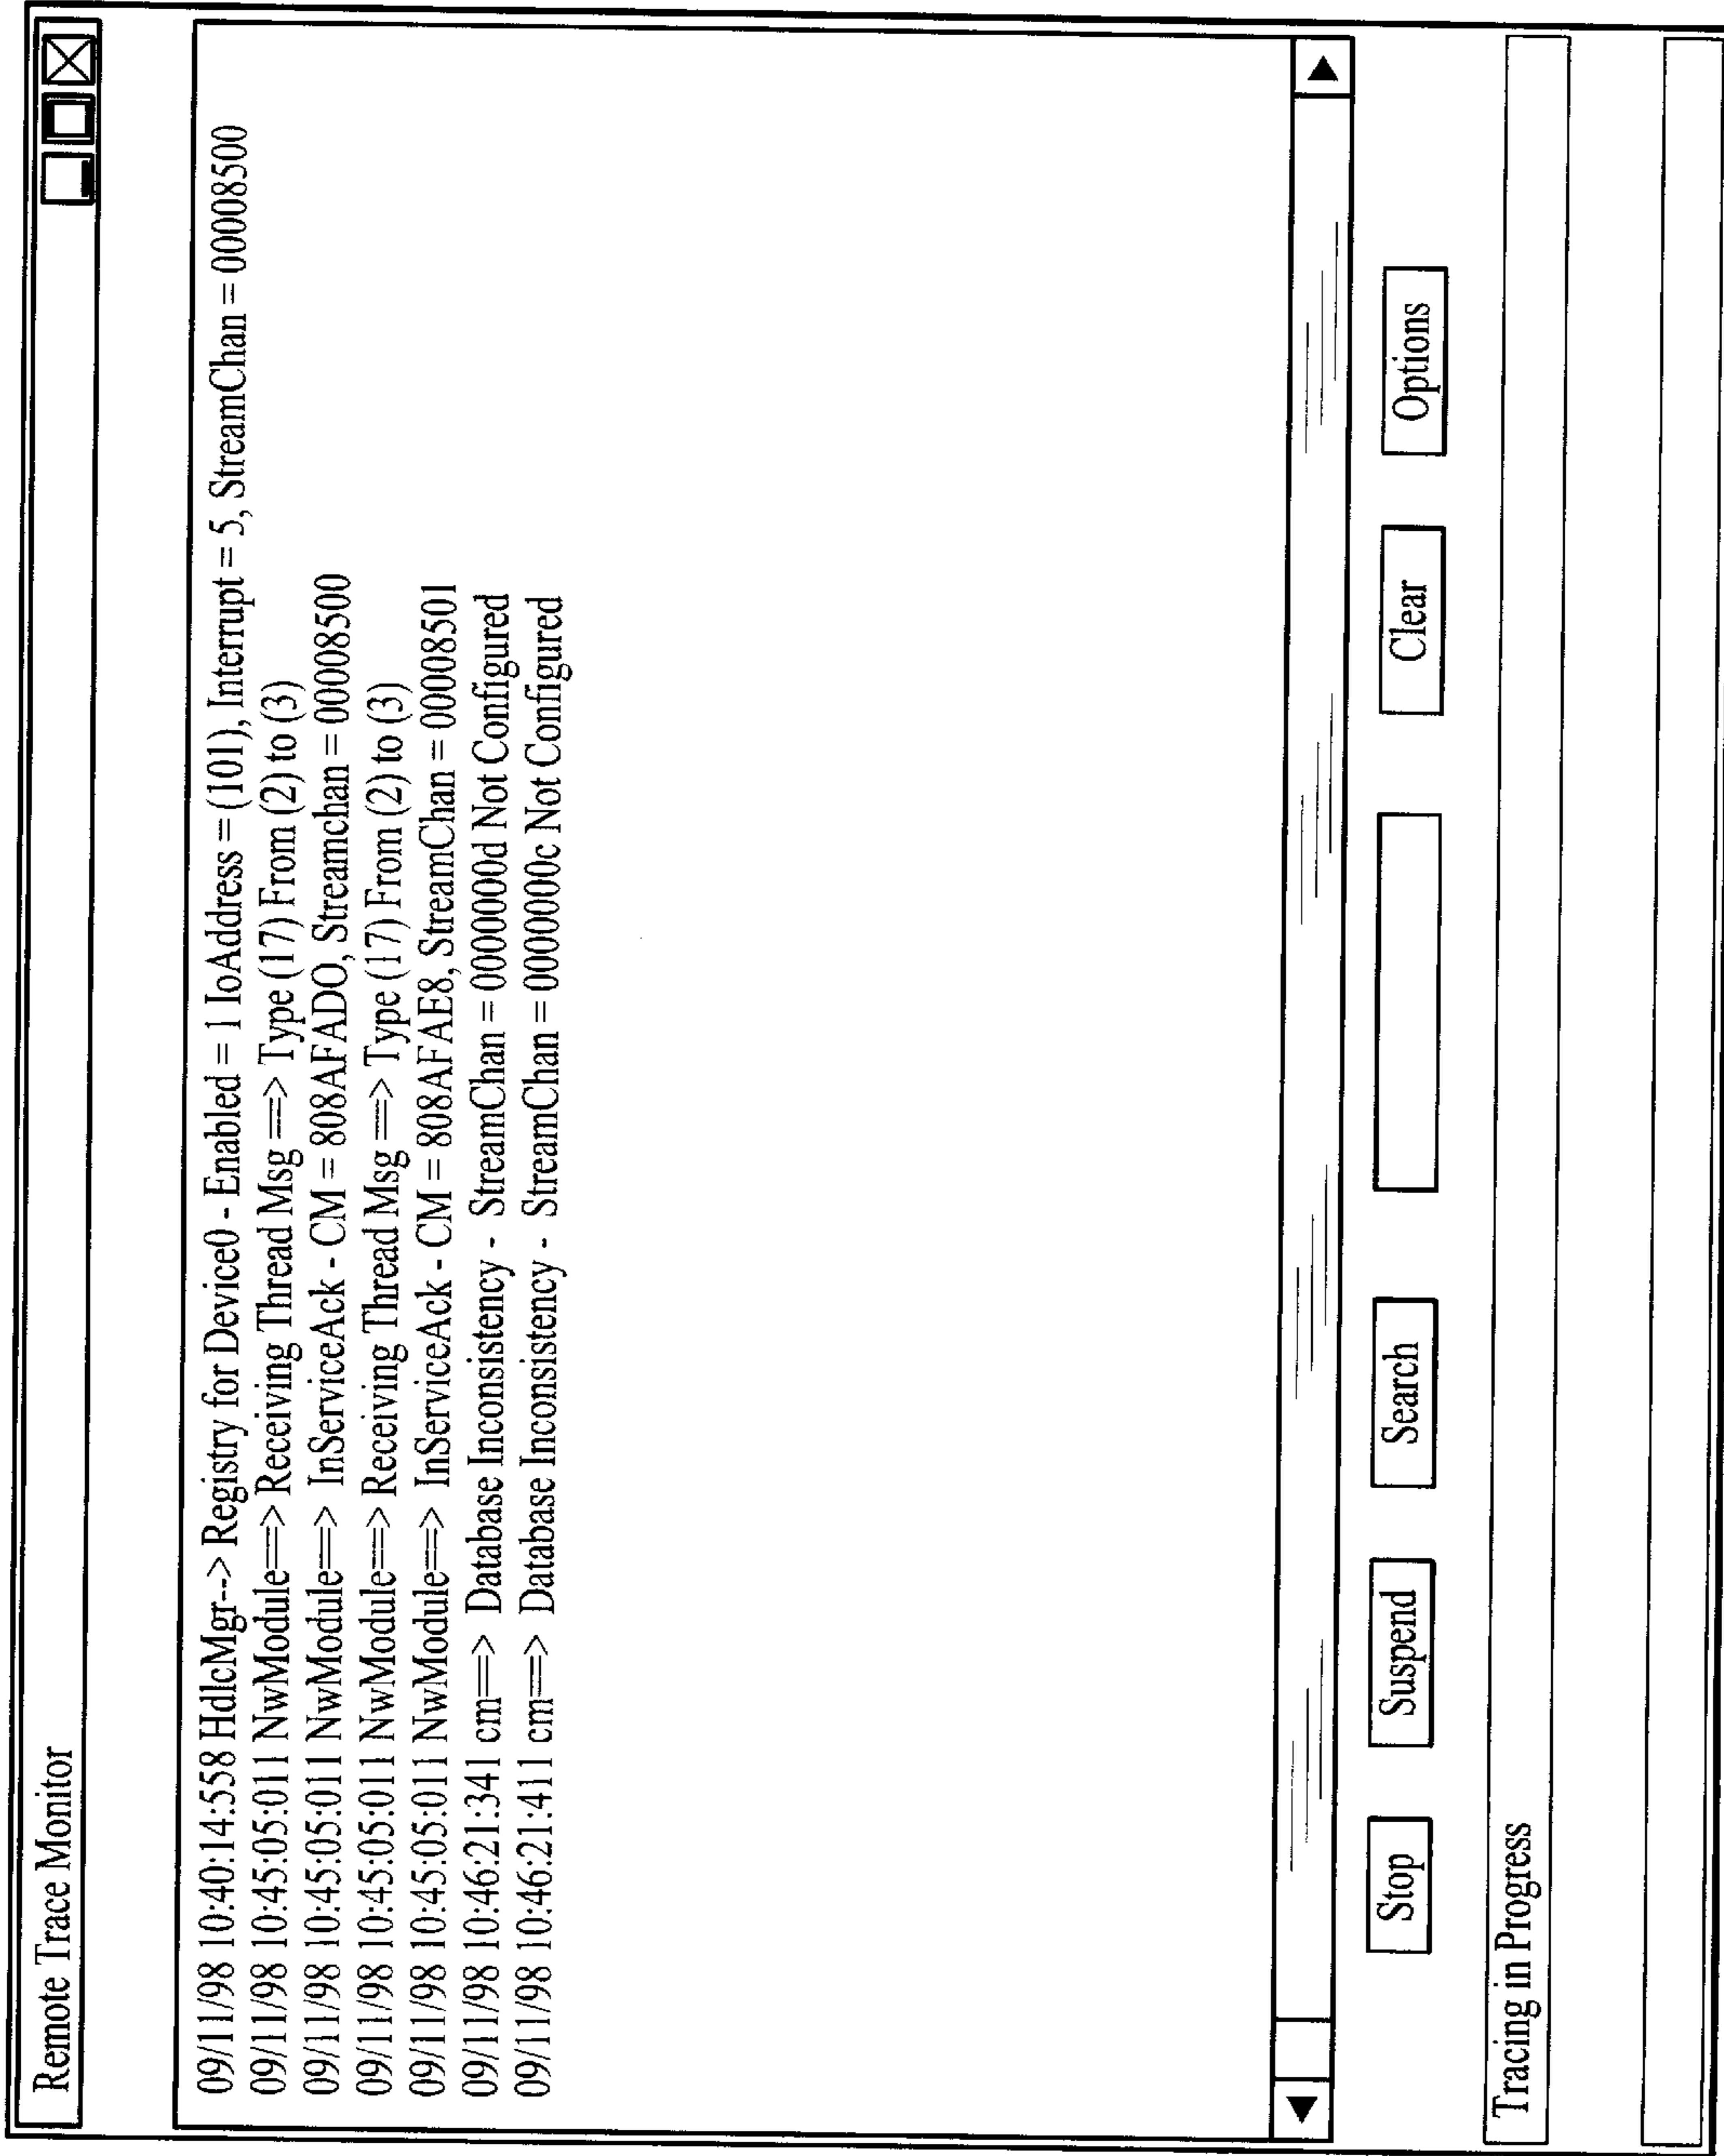 Remote Trace Monitor
09/11/98 10:40:14:558 HdlcMgr--> Registry for Device0 - Enabled = 1 IoAddress = (101), Interrupt = 5, StreamChan = 00008500
09/11/98 10:45:05:011 NwModule==> Receiving Thread Msg ==> Type (17) From (2) to (3)
09/11/98 10:45:05:011 NwModule==> InServiceAck - CM = 808AFADO, Streamchan = 00008500
09/11/98 10:45:05:011 NwModule==> Receiving Thread Msg ==> Type (17) From (2) to (3)
09/11/98 10:45:05:011 NwModule==> InServiceAck - CM = 808AFAE8, StreamChan = 00008501
09/11/98 10:46:21:341 cm==> Database Inconsistency - StreamChan = 000000d Not Configured
09/11/98 10:46:21:411 cm==> Database Inconsistency - StreamChan = 000000c Not Configured
Stop Suspend Search Clear Options
Tracing in Progress